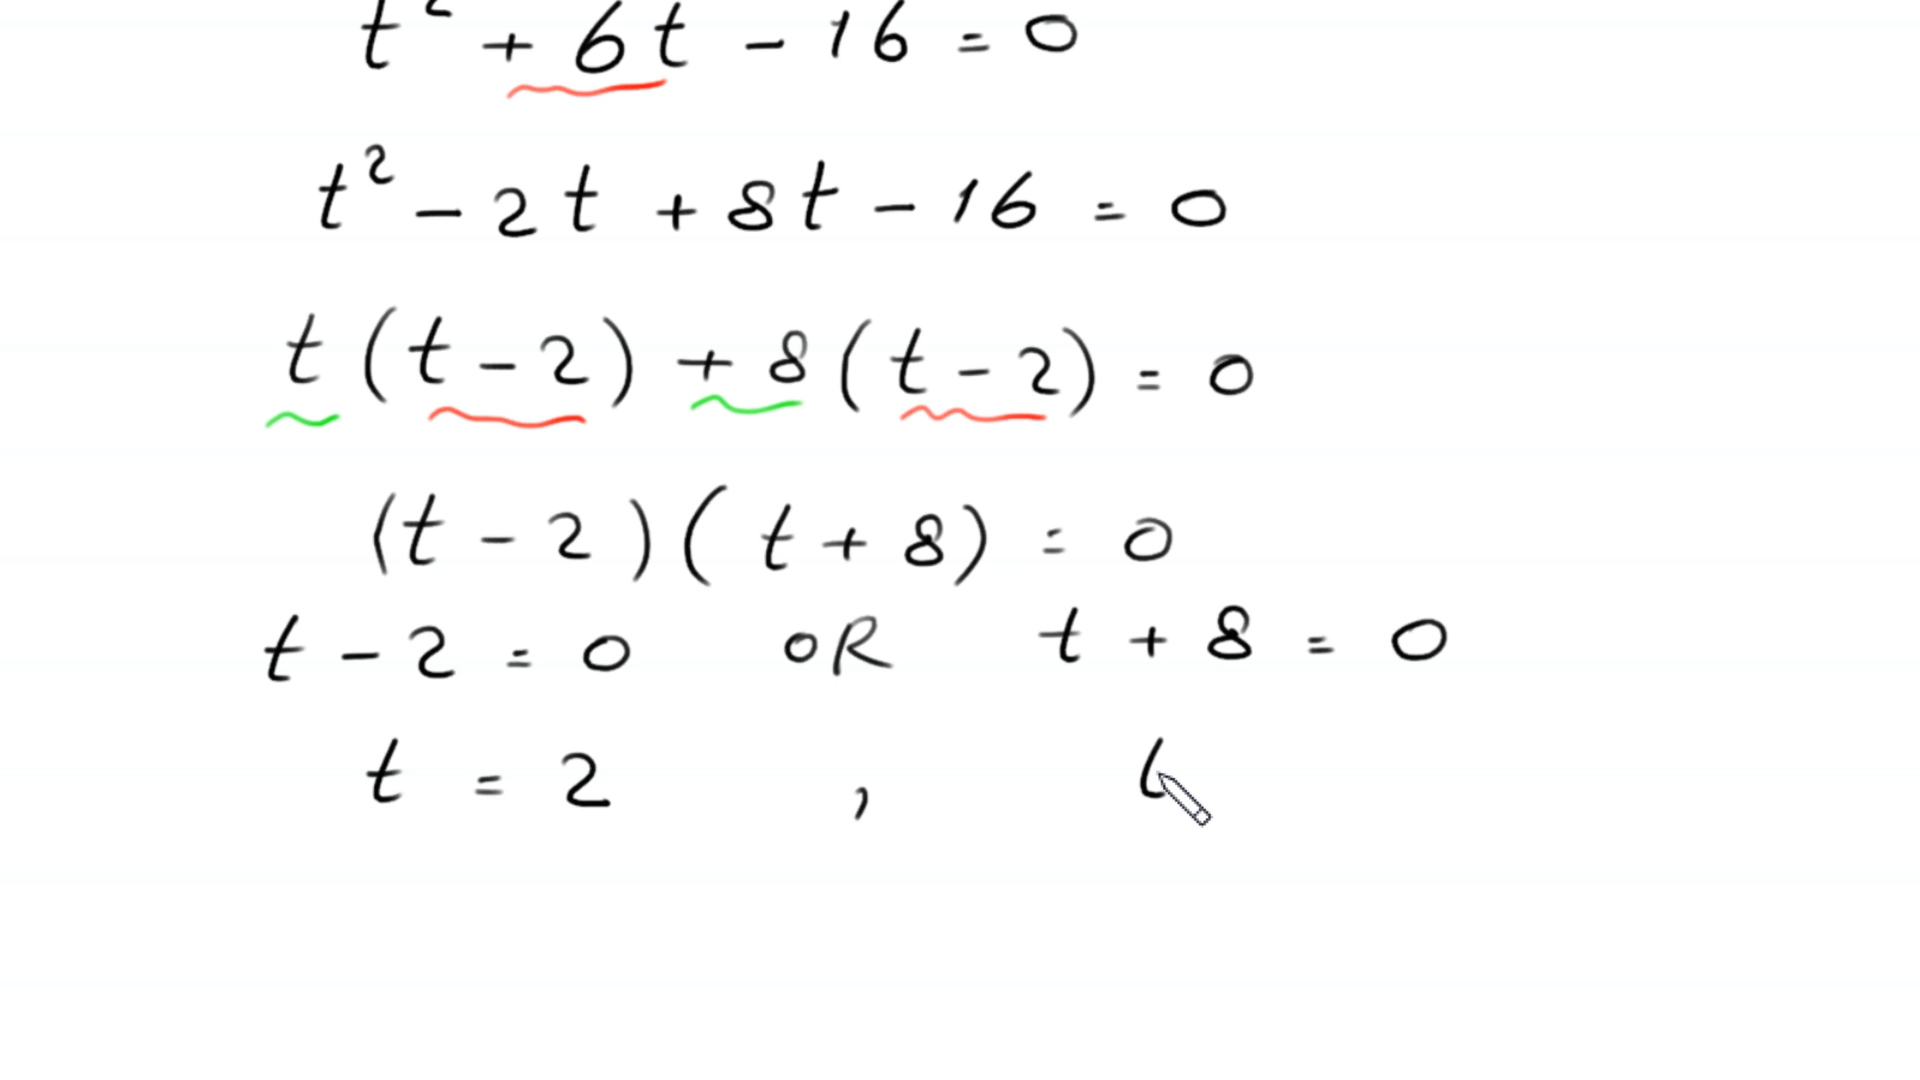 t² + 6t - 16 = 0
t² - 2t + 8t - 16 = 0
t(t - 2) + 8(t - 2) = 0
(t - 2)(t + 8) = 0
t - 2 = 0 OR t + 8 = 0
t = 2 ,